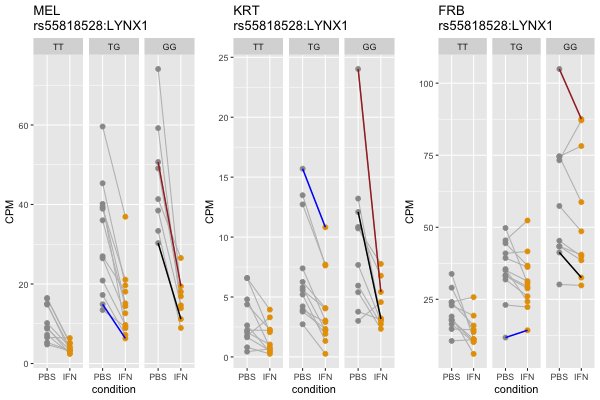 MEL
rs55818528:LYNX1
TT TG GG
CPM
60
40
20
0
PBS IFN PBS IFN PBS IFN
condition
KRT
rs55818528:LYNX1
TT TG GG
CPM
25
20
15
10
5
0
PBS IFN PBS IFN PBS IFN
condition
FRB
rs55818528:LYNX1
TT TG GG
CPM
100
75
50
25
PBS IFN PBS IFN PBS IFN
condition